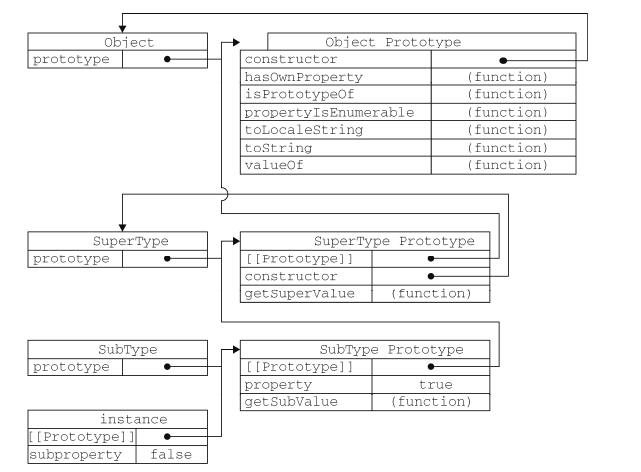 Object
prototype
Object Prototype
constructor
hasOwnProperty (function)
isPrototypeOf (function)
propertyIsEnumerable (function)
toLocaleString (function)
toString (function)
valueOf (function)
SuperType
prototype
SuperType Prototype
[[Prototype]]
constructor
getSuperValue (function)
SubType
prototype
SubType Prototype
[[Prototype]]
property true
getSubValue (function)
instance
[[Prototype]]
subproperty false